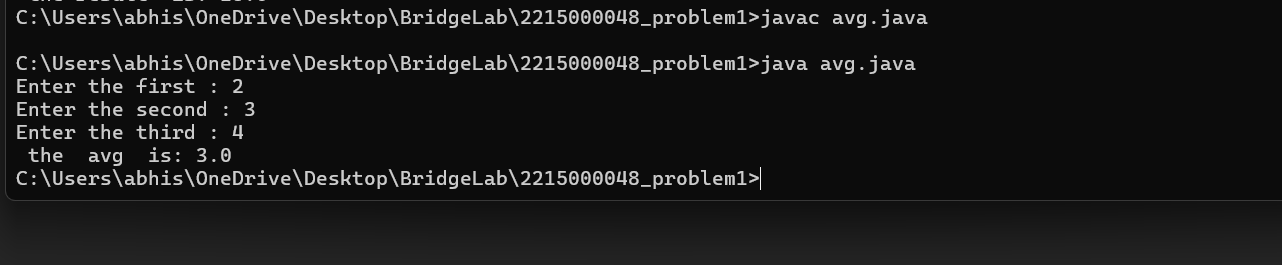 C:\Users\abhis\OneDrive\Desktop\BridgeLab\2215000048_problem1>javac avg.java
C:\Users\abhis\OneDrive\Desktop\BridgeLab\2215000048_problem1>java avg.java
Enter the first : 2
Enter the second : 3
Enter the third : 4
 the  avg  is: 3.0
C:\Users\abhis\OneDrive\Desktop\BridgeLab\2215000048_problem1>